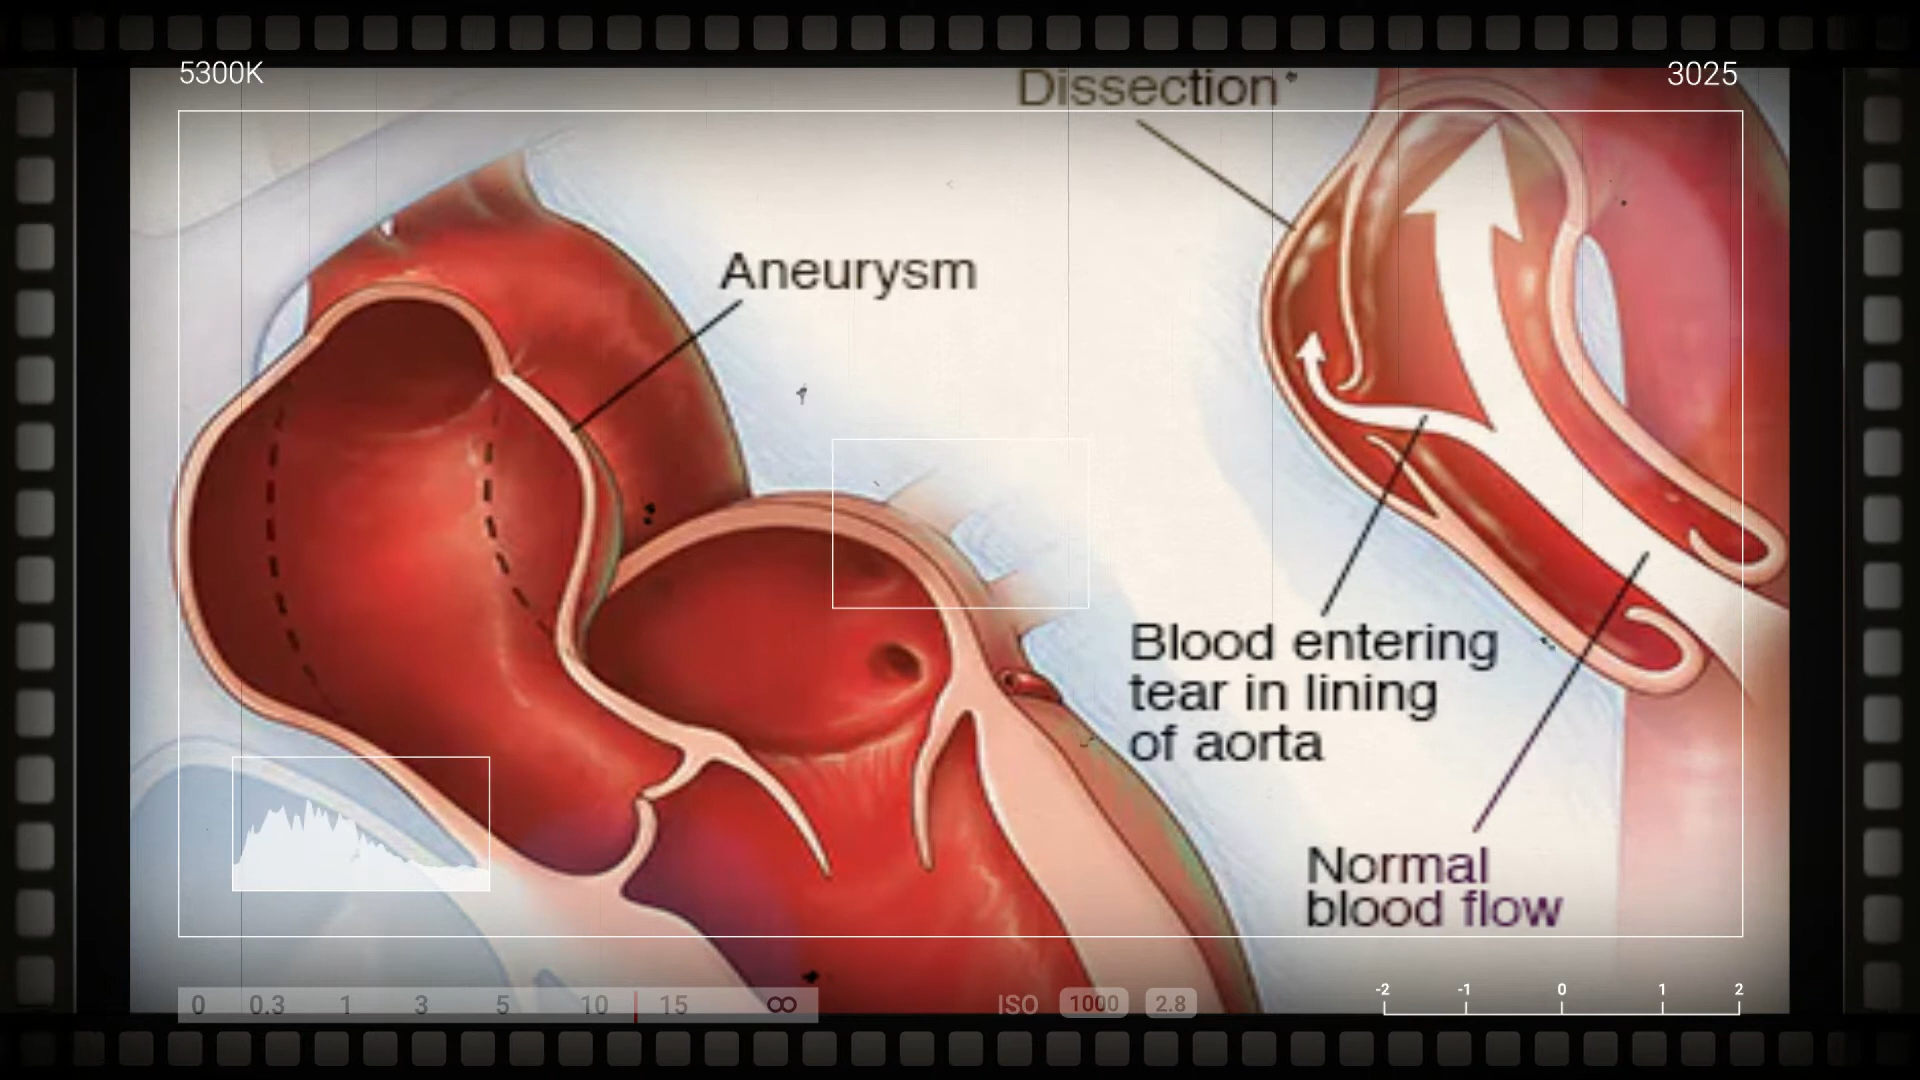 5300K
3025
Dissection*
Aneurysm
Blood entering
tear in lining
of aorta
Normal
blood flow
0 0.3 1 3 5 10 15 ∞
ISO 1000 2.8
-2 -1 0 1 2